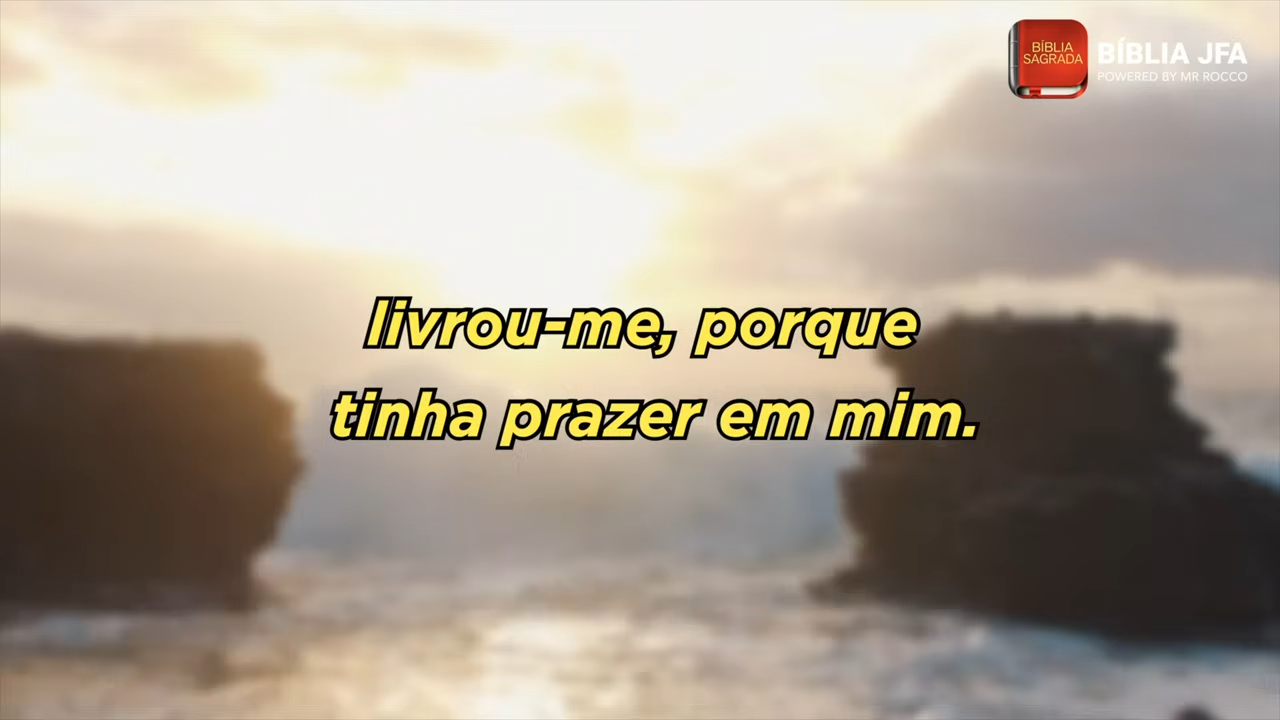 BÍBLIA
SAGRADA
BÍBLIA JFA
POWERED BY MR ROCCO
livrou-me, porque
tinha prazer em mim.